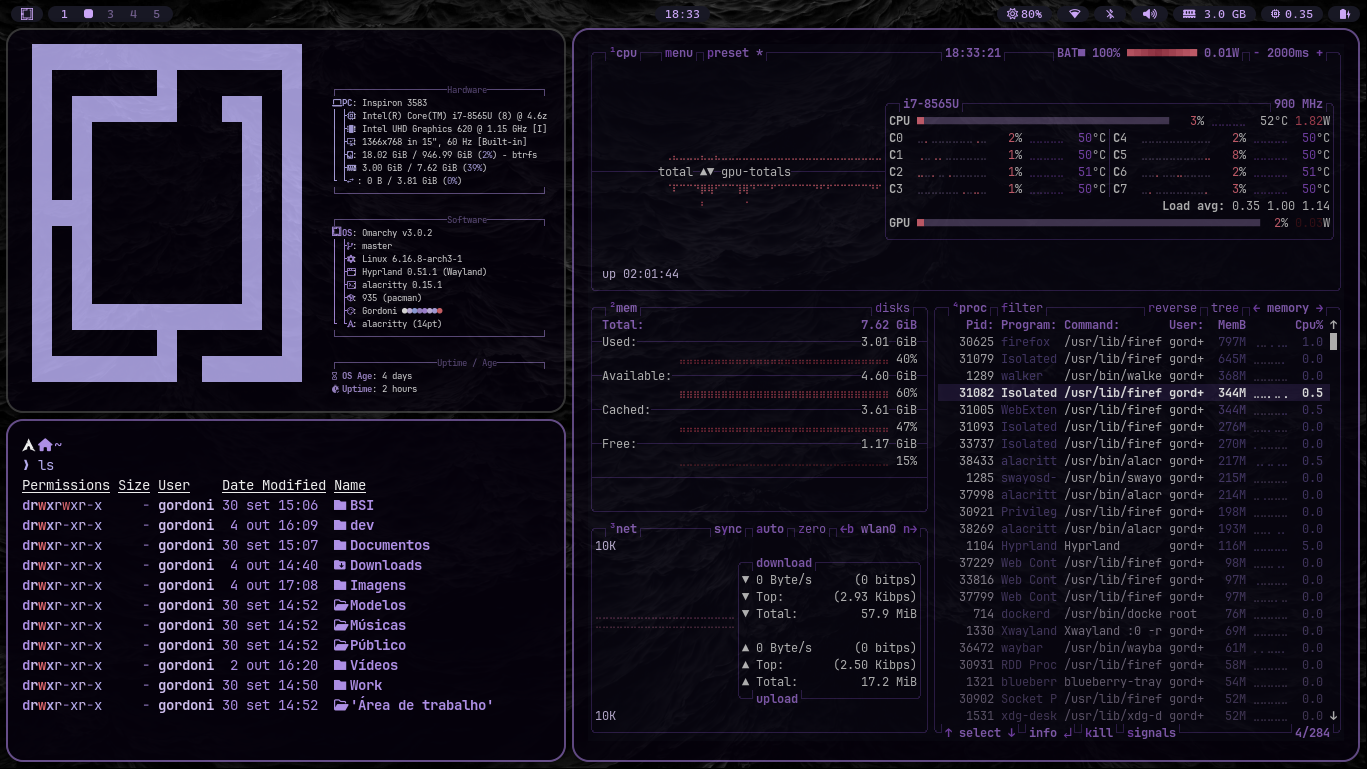 1 3 4 5
18:33
80% 3.0 GB 0.35
Hardware
PC: Inspiron 3583
Intel(R) Core(TM) i7-8565U (8) @ 4.6z
Intel UHD Graphics 620 @ 1.15 GHz [I]
1366x768 in 15", 60 Hz [Built-in]
18.02 GiB / 946.99 GiB (2%) - btrfs
3.00 GiB / 7.62 GiB (39%)
: 0 B / 3.81 GiB (0%)
Software
OS: Omarchy v3.0.2
: master
: Linux 6.16.8-arch3-1
: Hyprland 0.51.1 (Wayland)
: alacritty 0.15.1
: 935 (pacman)
: Gordoni
: alacritty (14pt)
Uptime / Age
OS Age: 4 days
Uptime: 2 hours
~
❯ ls
Permissions Size User Date Modified Name
drwxrwxr-x - gordoni 30 set 15:06 BSI
drwxr-xr-x - gordoni 4 out 16:09 dev
drwxr-xr-x - gordoni 30 set 15:07 Documentos
drwxr-xr-x - gordoni 4 out 14:40 Downloads
drwxr-xr-x - gordoni 4 out 17:08 Imagens
drwxr-xr-x - gordoni 30 set 14:52 Modelos
drwxr-xr-x - gordoni 30 set 14:52 Músicas
drwxr-xr-x - gordoni 30 set 14:52 Público
drwxr-xr-x - gordoni 2 out 16:20 Vídeos
drwxr-xr-x - gordoni 30 set 14:50 Work
drwxr-xr-x - gordoni 30 set 14:52 'Área de trabalho'
¹cpu menu preset * 18:33:21 BAT■ 100% 0.01W - 2000ms +
i7-8565U 900 MHz
CPU 3% 52°C 1.82W
C0 2% 50°C C4 2% 50°C
C1 1% 50°C C5 8% 50°C
C2 1% 51°C C6 2% 51°C
C3 1% 50°C C7 3% 50°C
Load avg: 0.35 1.00 1.14
GPU 2% 0.03W
total ▲▼ gpu-totals
up 02:01:44
²mem disks
Total: 7.62 GiB
Used: 3.01 GiB
40%
Available: 4.60 GiB
60%
Cached: 3.61 GiB
47%
Free: 1.17 GiB
15%
³net sync auto zero ←b wlan0 n→
10K
download
▼ 0 Byte/s (0 bitps)
▼ Top: (2.93 Kibps)
▼ Total: 57.9 MiB
▲ 0 Byte/s (0 bitps)
▲ Top: (2.50 Kibps)
▲ Total: 17.2 MiB
upload
10K
⁴proc filter reverse tree ← memory →
Pid: Program: Command: User: MemB Cpu% ↑
30625 firefox /usr/lib/firef gord+ 797M 1.0
31079 Isolated /usr/lib/firef gord+ 645M 0.0
1289 walker /usr/bin/walke gord+ 368M 0.0
31082 Isolated /usr/lib/firef gord+ 344M 0.5
31005 WebExten /usr/lib/firef gord+ 344M 0.5
31093 Isolated /usr/lib/firef gord+ 276M 0.0
33737 Isolated /usr/lib/firef gord+ 270M 0.0
38433 alacritt /usr/bin/alacr gord+ 217M 0.5
1285 swayosd- /usr/bin/swayo gord+ 215M 0.0
37998 alacritt /usr/bin/alacr gord+ 214M 0.0
30921 Privileg /usr/lib/firef gord+ 198M 0.0
38269 alacritt /usr/bin/alacr gord+ 193M 0.0
1104 Hyprland Hyprland gord+ 116M 5.0
37229 Web Cont /usr/lib/firef gord+ 98M 0.0
33816 Web Cont /usr/lib/firef gord+ 97M 0.0
37799 Web Cont /usr/lib/firef gord+ 97M 0.0
714 dockerd /usr/bin/docke root 76M 0.0
1330 Xwayland Xwayland :0 -r gord+ 69M 0.0
36472 waybar /usr/bin/wayba gord+ 61M 0.0
30931 RDD Proc /usr/lib/firef gord+ 58M 0.0
1321 blueberr blueberry-tray gord+ 54M 0.0
30902 Socket P /usr/lib/firef gord+ 52M 0.0
1531 xdg-desk /usr/lib/xdg-d gord+ 52M 0.0 ↓
↑ select ↓ info ↵ kill signals 4/284